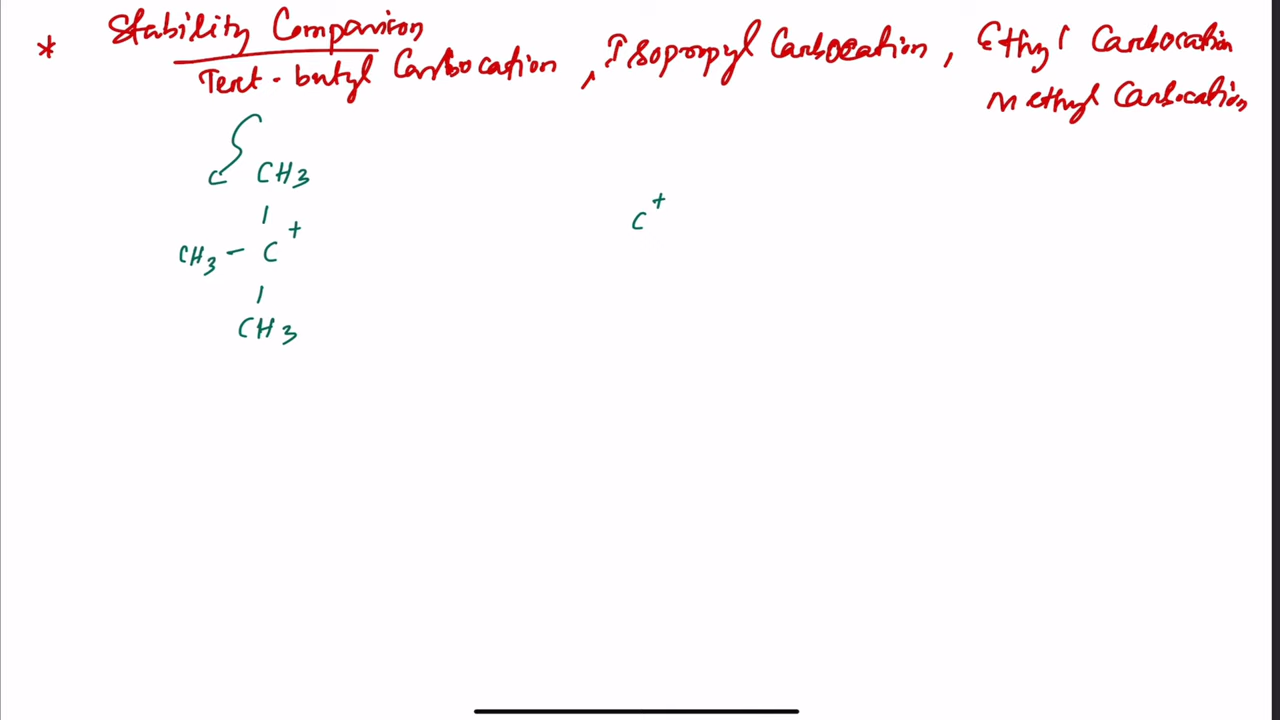 * Stability Comparison
Tert-butyl Carbocation, Isopropyl Carbocation, Ethyl Carbocation
Methyl Carbocation
C CH3
C+
CH3 - C+
CH3